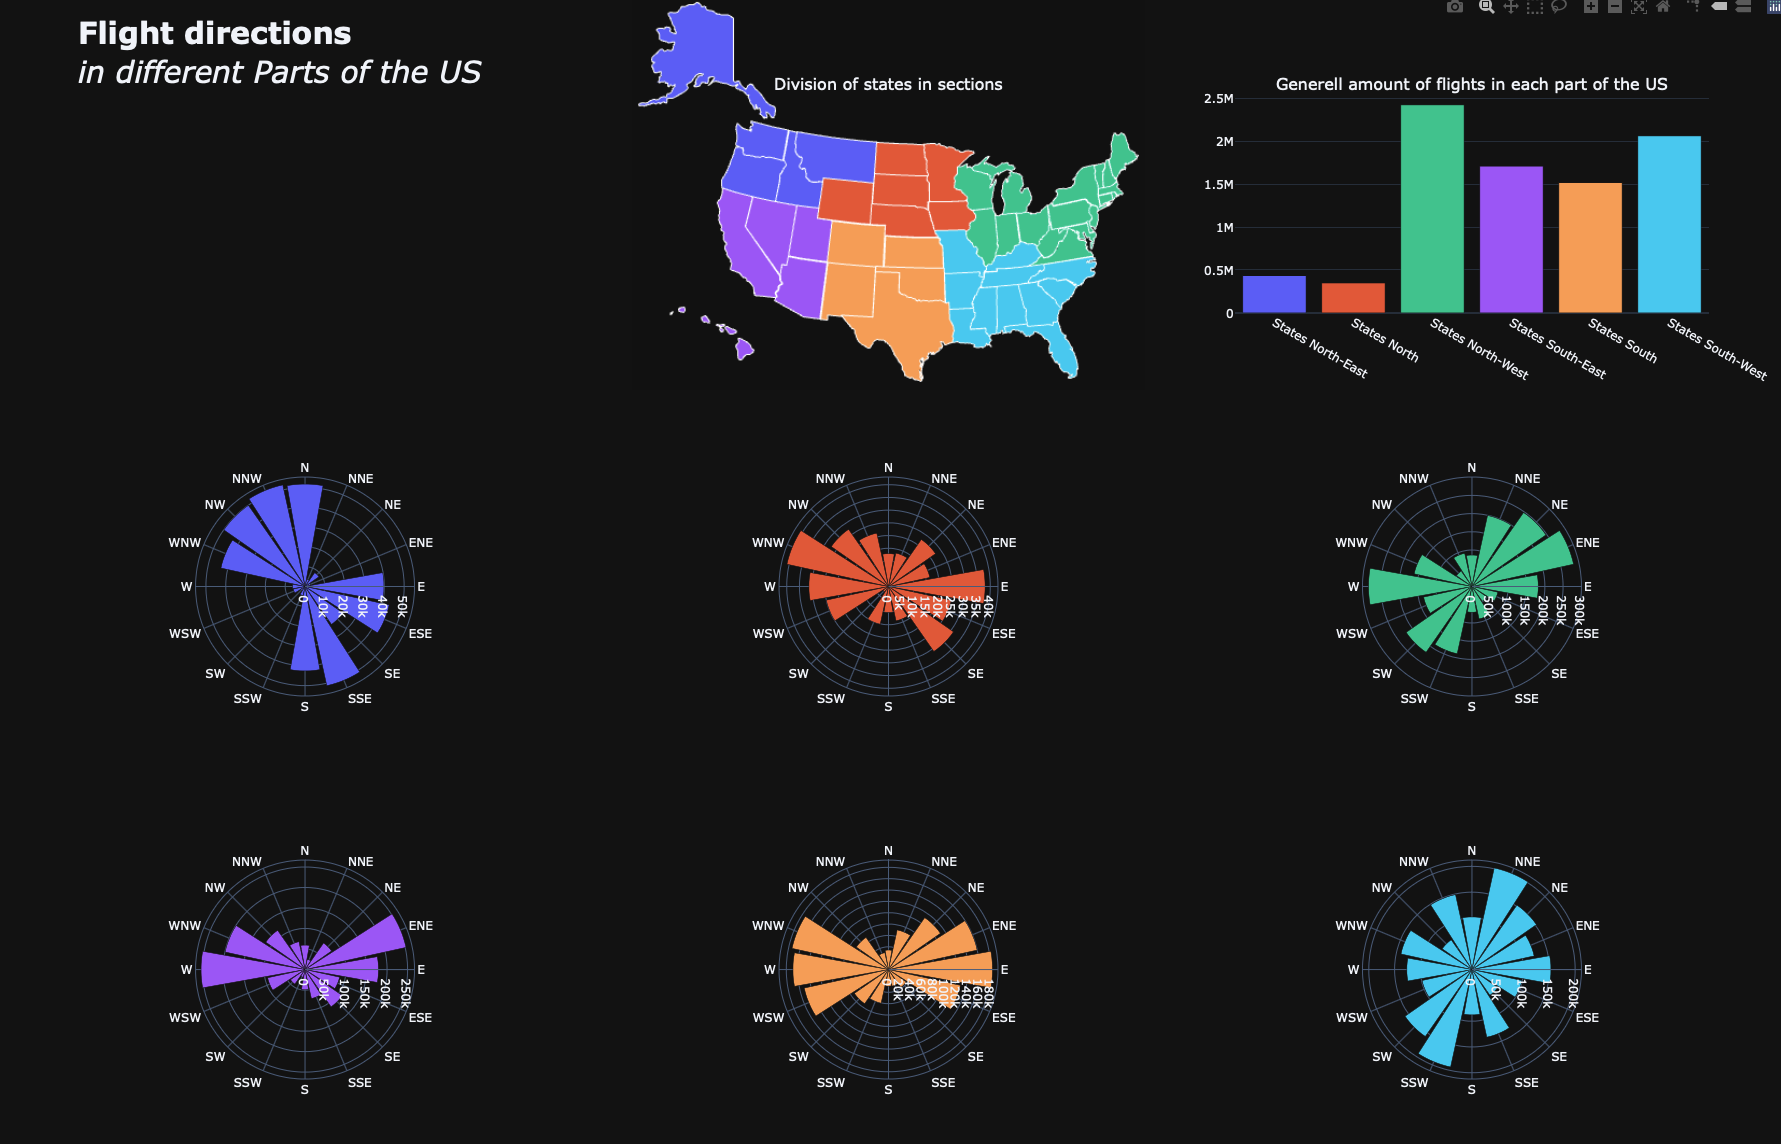 Flight directions
in different Parts of the US
Division of states in sections
Generell amount of flights in each part of the US
2.5M
2M
1.5M
1M
0.5M
0
States North-East
States North
States North-West
States South-East
States South
States South-West
N
NNE
NE
ENE
E
ESE
SE
SSE
S
SSW
SW
WSW
W
WNW
NW
NNW
0
10k
20k
30k
40k
50k
N
NNE
NE
ENE
E
ESE
SE
SSE
S
SSW
SW
WSW
W
WNW
NW
NNW
0
5k
10k
15k
20k
25k
30k
35k
40k
N
NNE
NE
ENE
E
ESE
SE
SSE
S
SSW
SW
WSW
W
WNW
NW
NNW
0
50k
100k
150k
200k
250k
300k
N
NNE
NE
ENE
E
ESE
SE
SSE
S
SSW
SW
WSW
W
WNW
NW
NNW
0
50k
100k
150k
200k
250k
N
NNE
NE
ENE
E
ESE
SE
SSE
S
SSW
SW
WSW
W
WNW
NW
NNW
0
20k
40k
60k
80k
100k
120k
140k
160k
180k
N
NNE
NE
ENE
E
ESE
SE
SSE
S
SSW
SW
WSW
W
WNW
NW
NNW
0
50k
100k
150k
200k